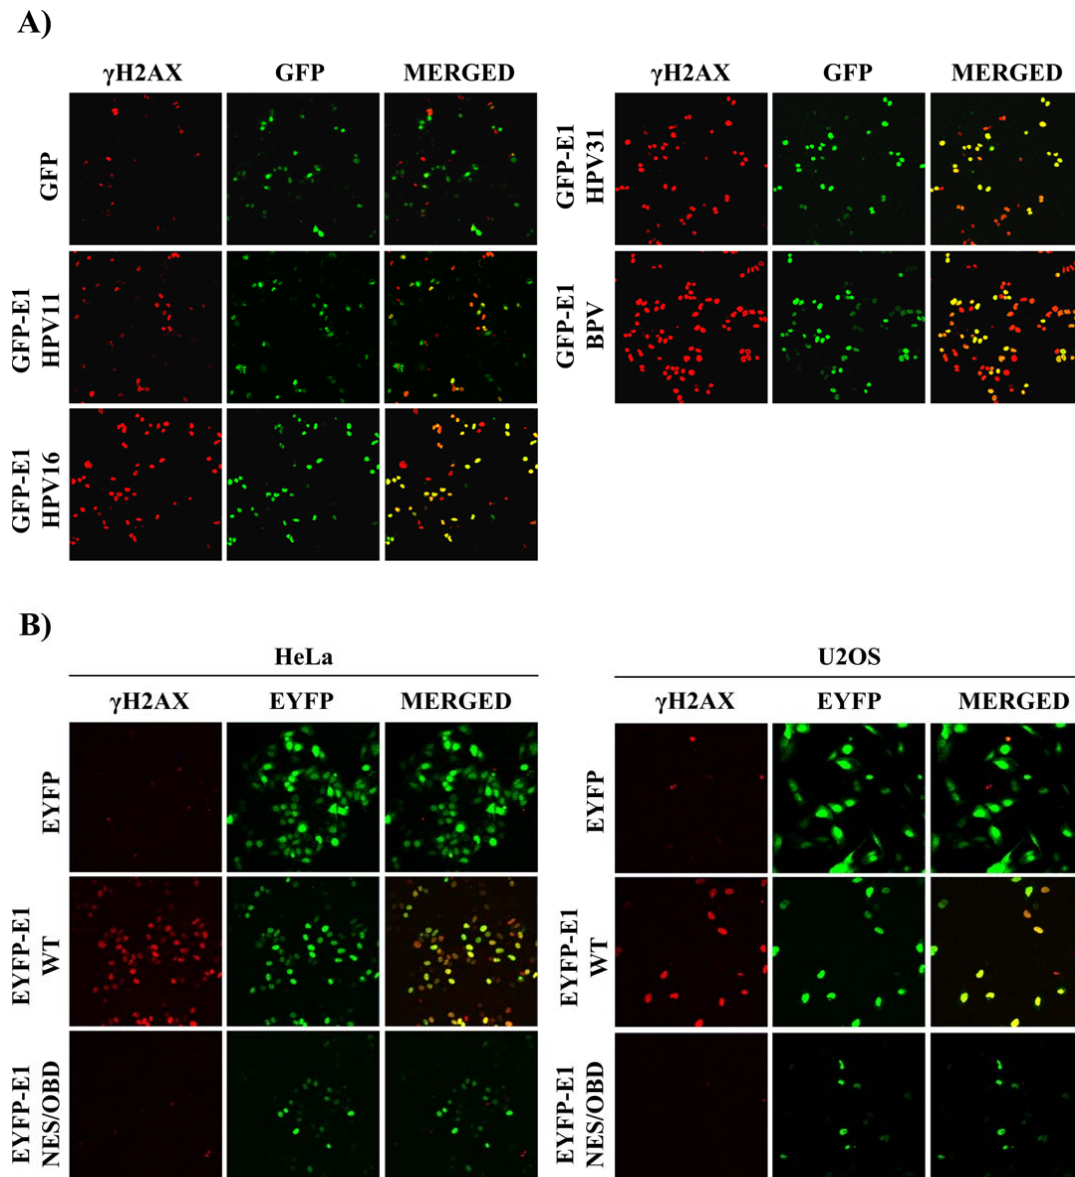 A)
γH2AX GFP MERGED
GFP
GFP-E1
HPV11
GFP-E1
HPV16
γH2AX GFP MERGED
GFP-E1
HPV31
GFP-E1
BPV
B)
HeLa
γH2AX EYFP MERGED
EYFP
EYFP-E1
WT
EYFP-E1
NES/OBD
U2OS
γH2AX EYFP MERGED
EYFP
EYFP-E1
WT
EYFP-E1
NES/OBD